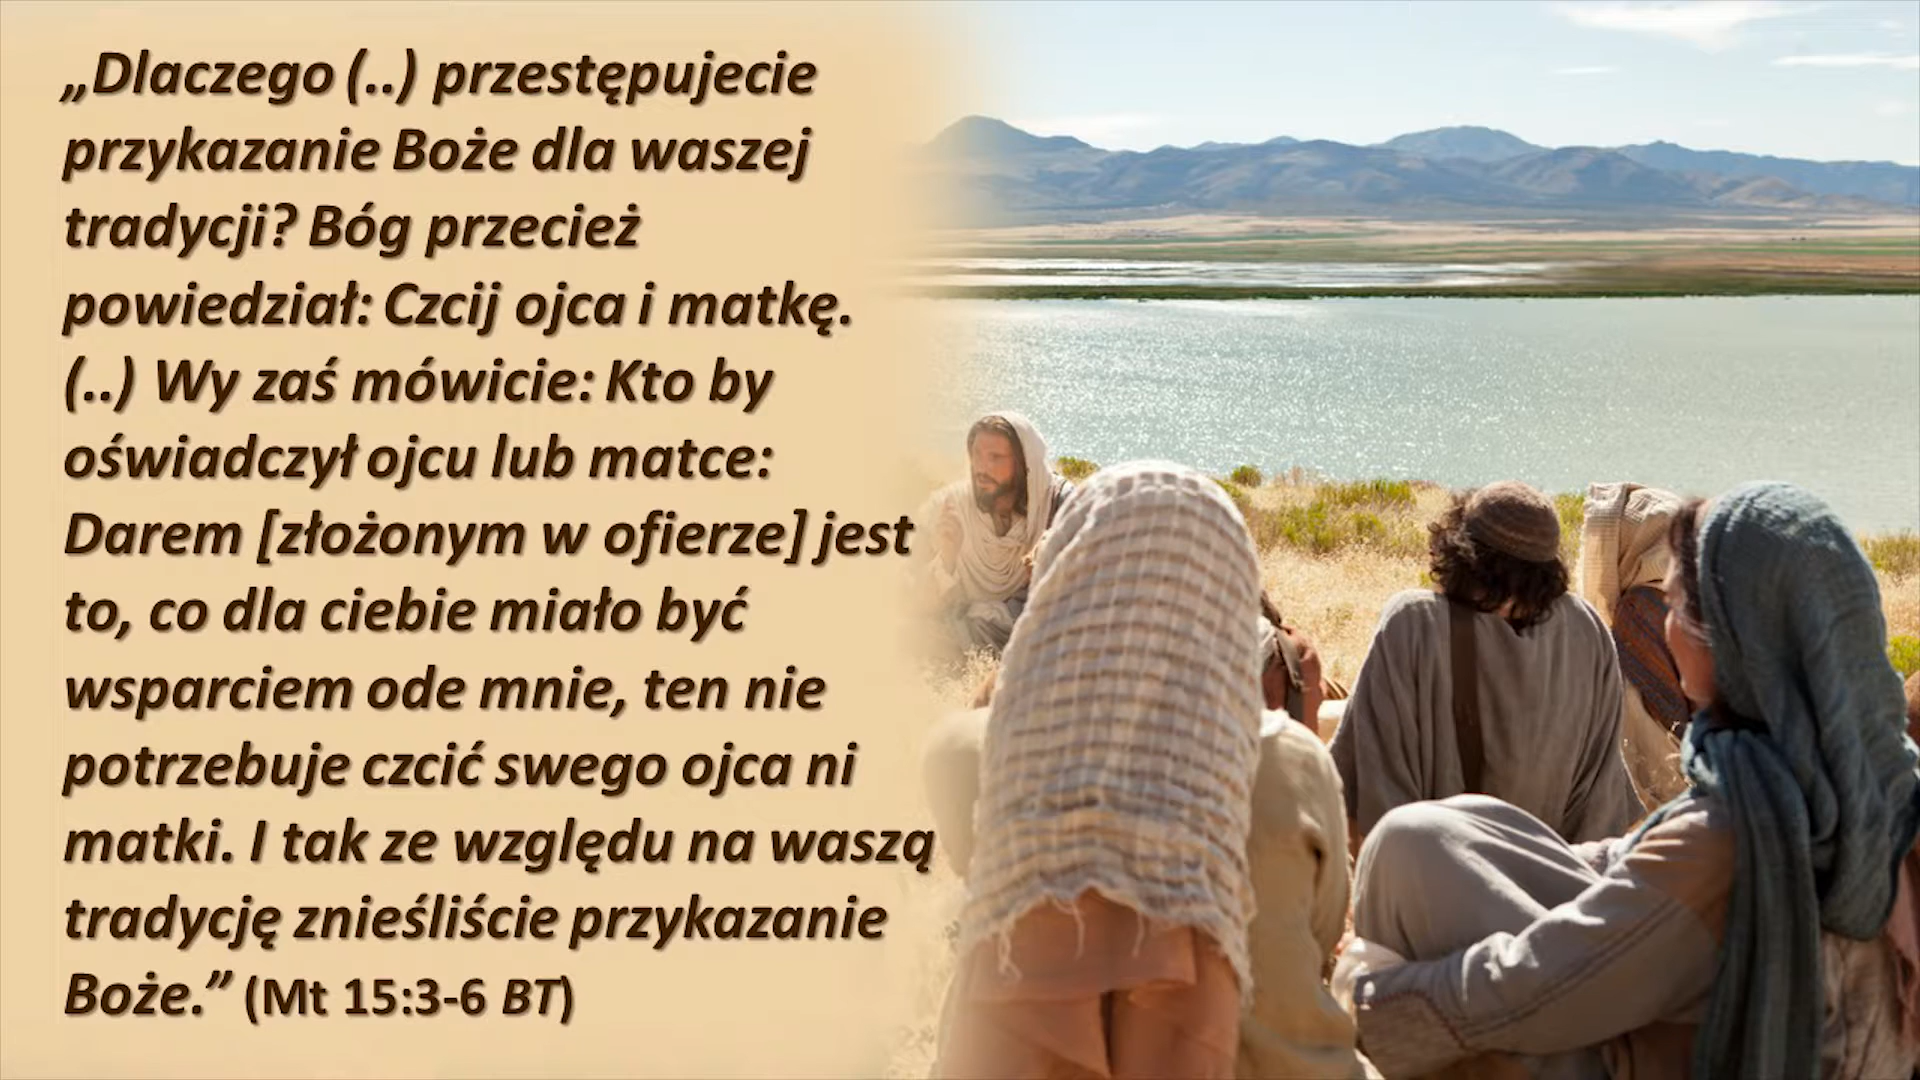 „Dlaczego (..) przestępujecie
przykazanie Boże dla waszej
tradycji? Bóg przecież
powiedział: Czcij ojca i matkę.
(..) Wy zaś mówicie: Kto by
oświadczył ojcu lub matce:
Darem [złożonym w ofierze] jest
to, co dla ciebie miało być
wsparciem ode mnie, ten nie
potrzebuje czcić swego ojca ni
matki. I tak ze względu na waszą
tradycję znieśliście przykazanie
Boże.” (Mt 15:3-6 BT)